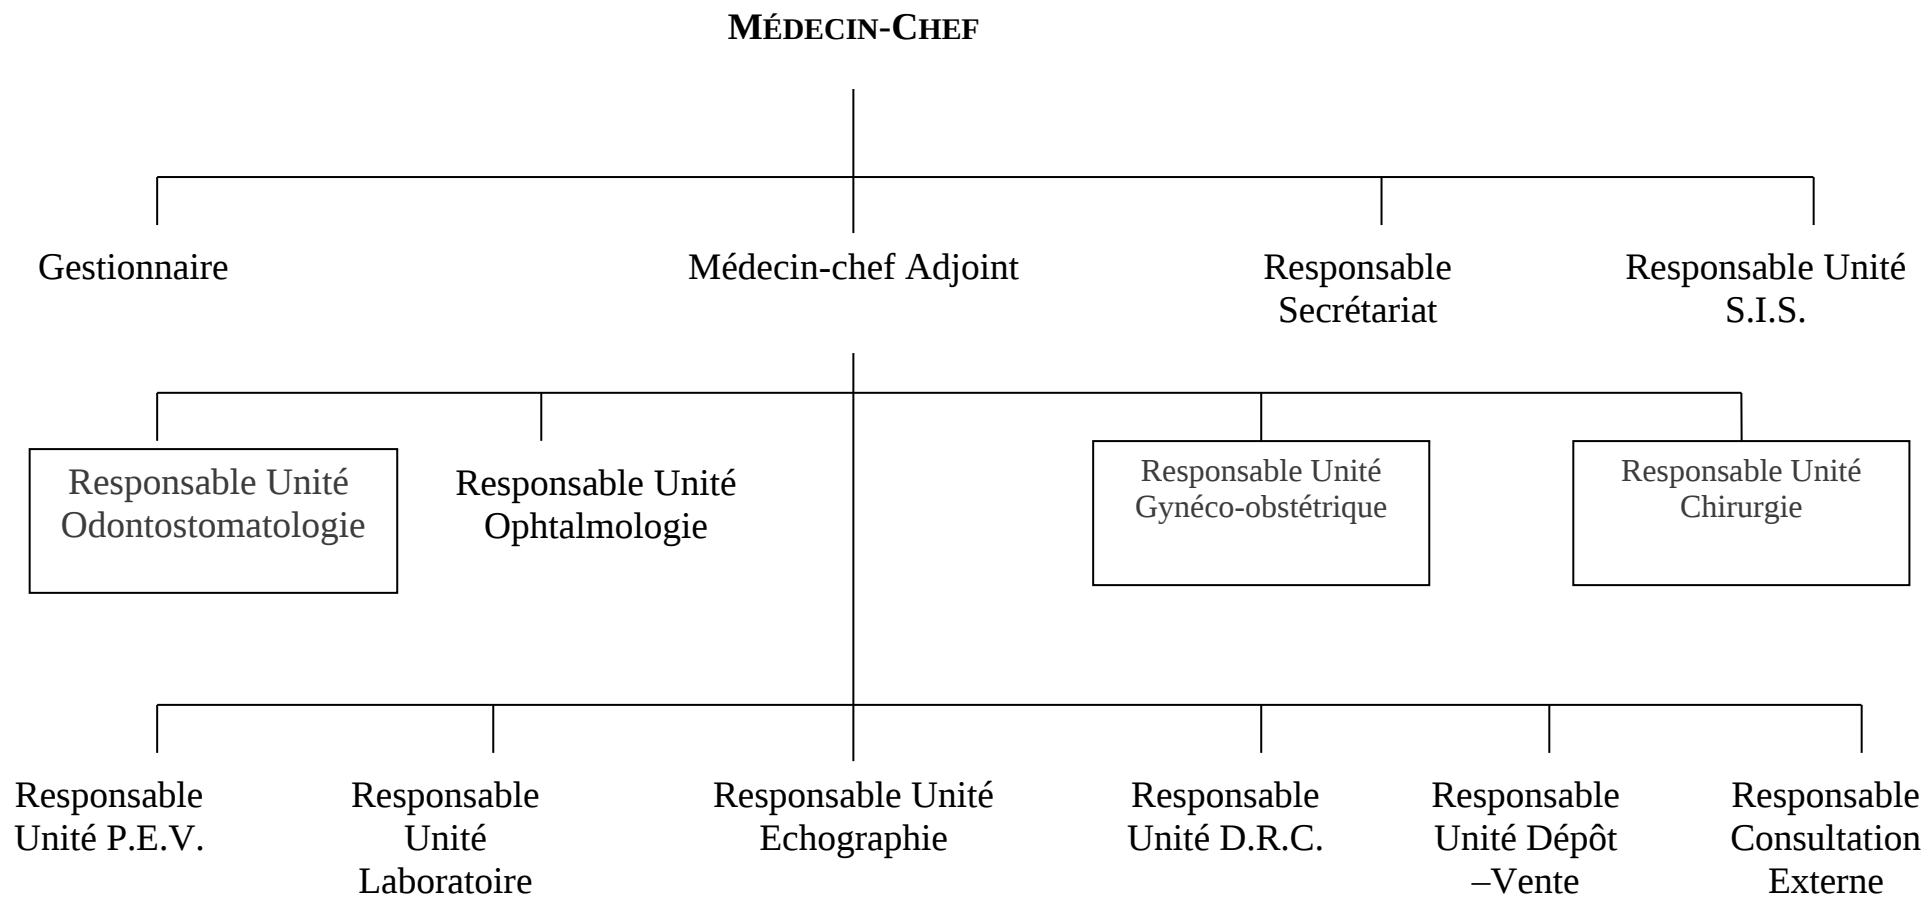 MÉDECIN-CHEF
Gestionnaire
Médecin-chef Adjoint
Responsable
Secrétariat
Responsable Unité
S.I.S.
Responsable Unité
Odontostomatologie
Responsable Unité
Ophtalmologie
Responsable Unité
Gynéco-obstétrique
Responsable Unité
Chirurgie
Responsable
Unité P.E.V.
Responsable
Unité
Laboratoire
Responsable Unité
Echographie
Responsable
Unité D.R.C.
Responsable
Unité Dépôt
–Vente
Responsable
Consultation
Externe